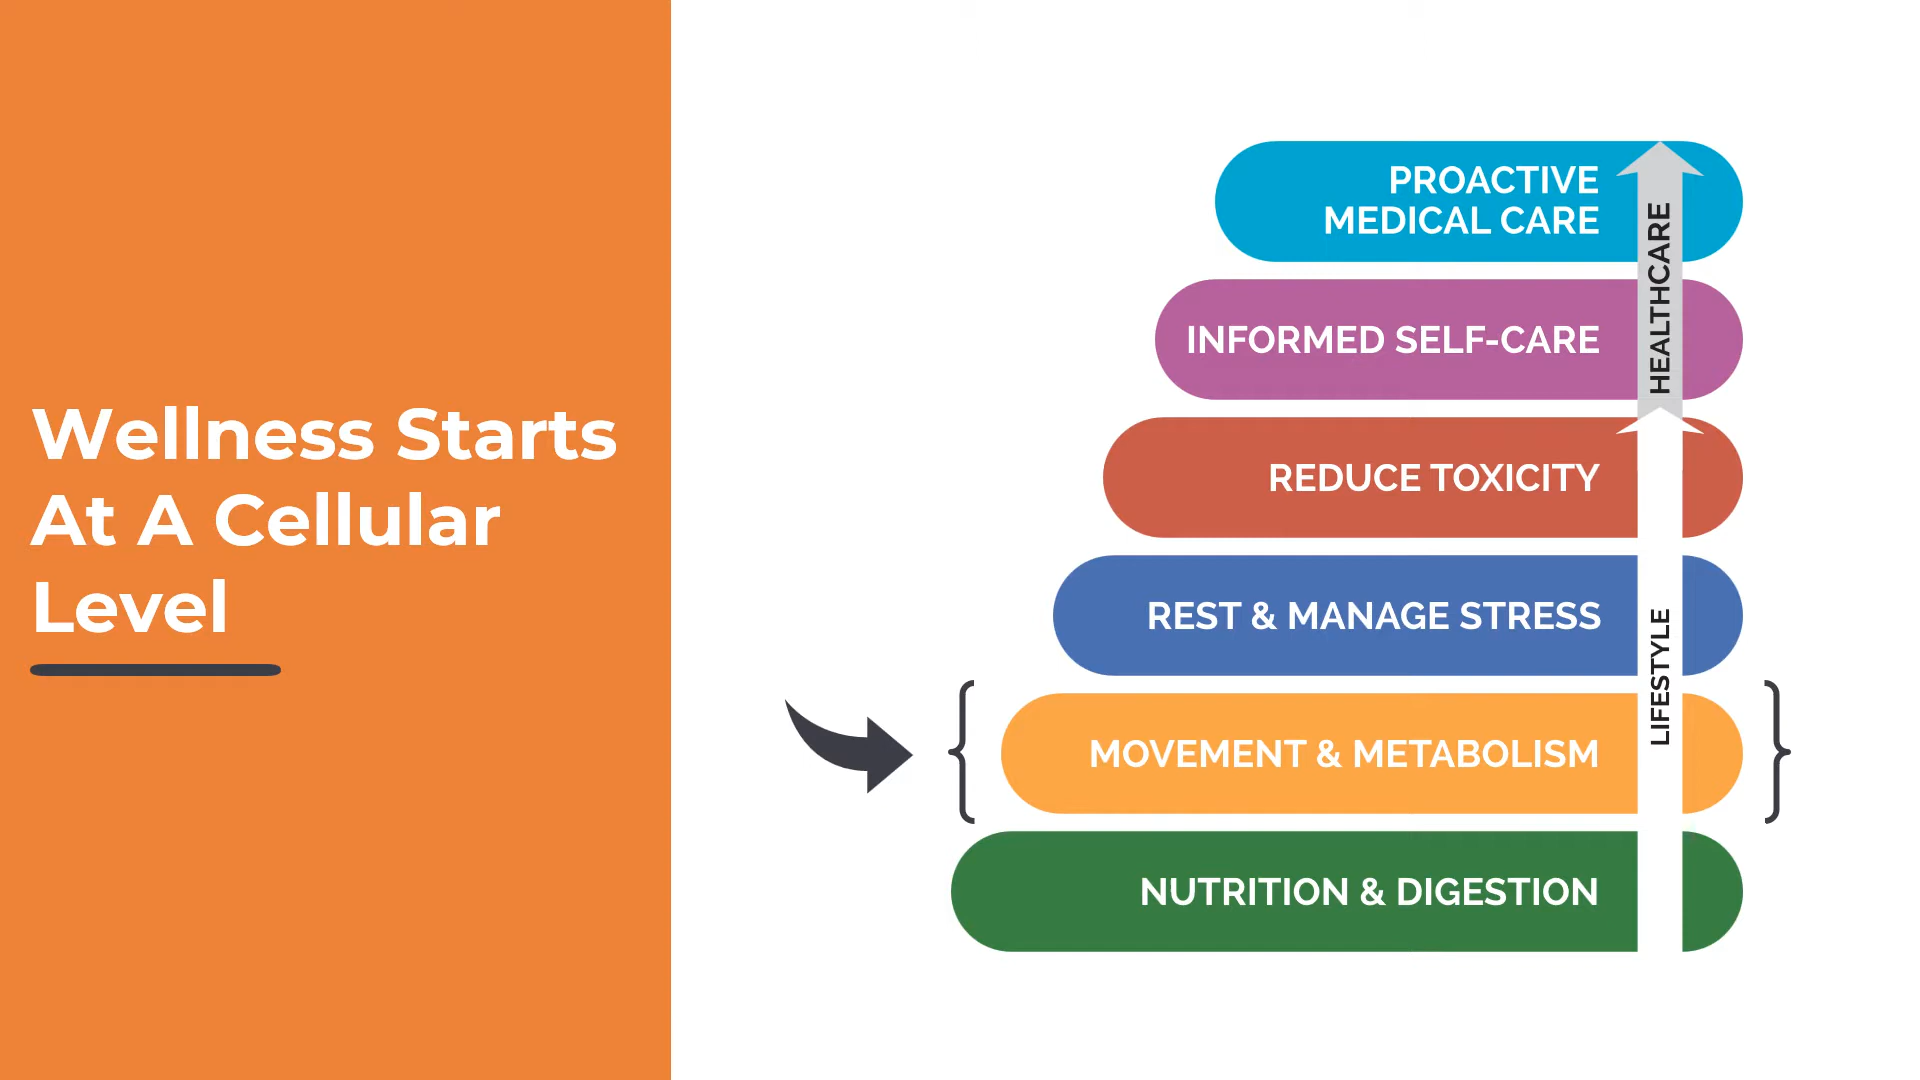 Wellness Starts
At A Cellular
Level
PROACTIVE
MEDICAL CARE
INFORMED SELF-CARE
REDUCE TOXICITY
REST & MANAGE STRESS
MOVEMENT & METABOLISM
NUTRITION & DIGESTION
HEALTHCARE
LIFESTYLE